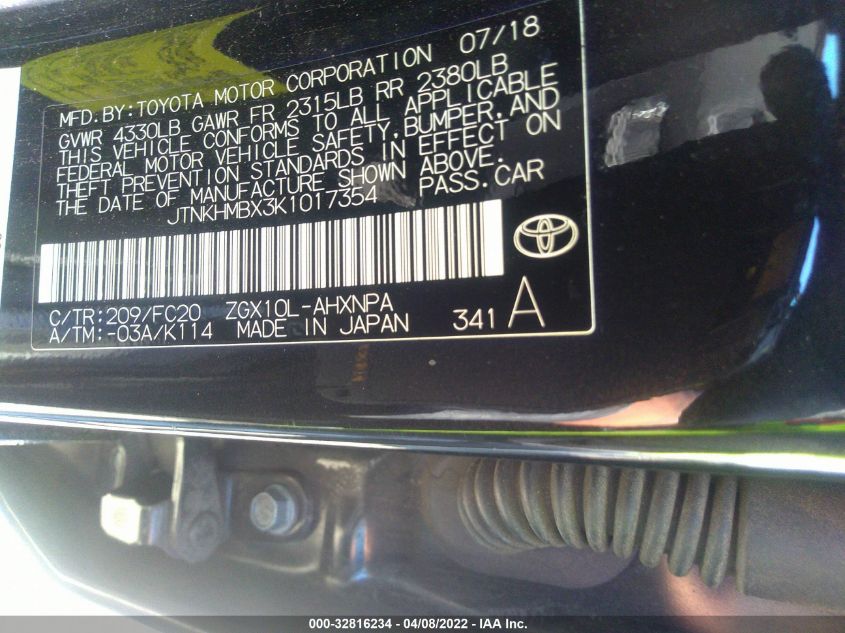 MFD.BY:TOYOTA MOTOR CORPORATION 07/18
GVWR 4330LB GAWR FR 2315LB RR 2380LB
THIS VEHICLE CONFORMS TO ALL APPLICABLE
FEDERAL MOTOR VEHICLE SAFETY,BUMPER,AND
THEFT PREVENTION STANDARDS IN EFFECT ON
THE DATE OF MANUFACTURE SHOWN ABOVE.
JTNKHMBX3K1017354 PASS.CAR
C/TR:209/FC20 ZGX10L-AHXNPA
A/TM:-03A/K114 MADE IN JAPAN 341 A
000-32816234 - 04/08/2022 - IAA Inc.